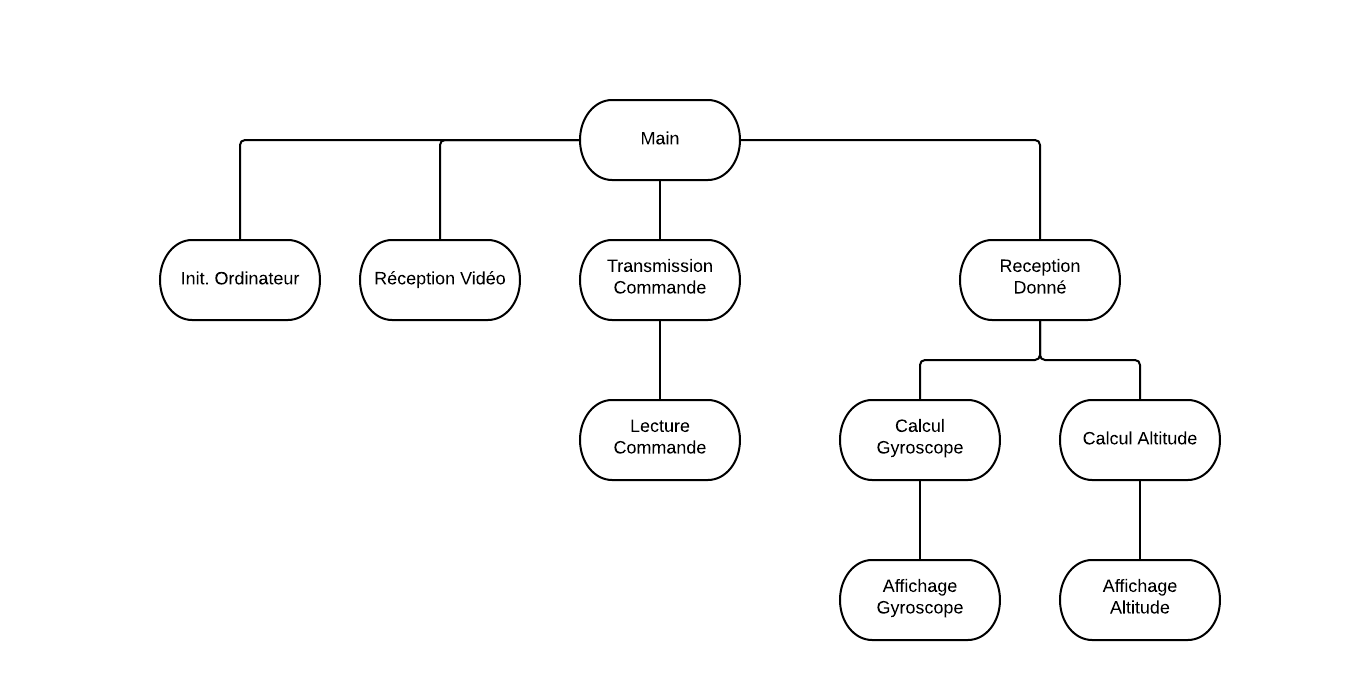 Main
Init. Ordinateur
Réception Vidéo
Transmission
Commande
Reception
Donné
Lecture
Commande
Calcul
Gyroscope
Calcul Altitude
Affichage
Gyroscope
Affichage
Altitude